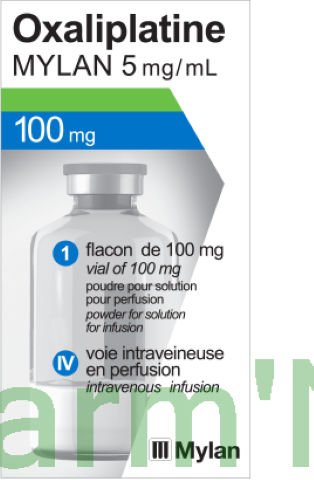 Oxaliplatine
MYLAN 5 mg/mL
100 mg
1 flacon de 100 mg
vial of 100 mg
poudre pour solution
pour perfusion
powder for solution
for infusion
IV voie intraveineuse
en perfusion
intravenous infusion
arm'N
Mylan